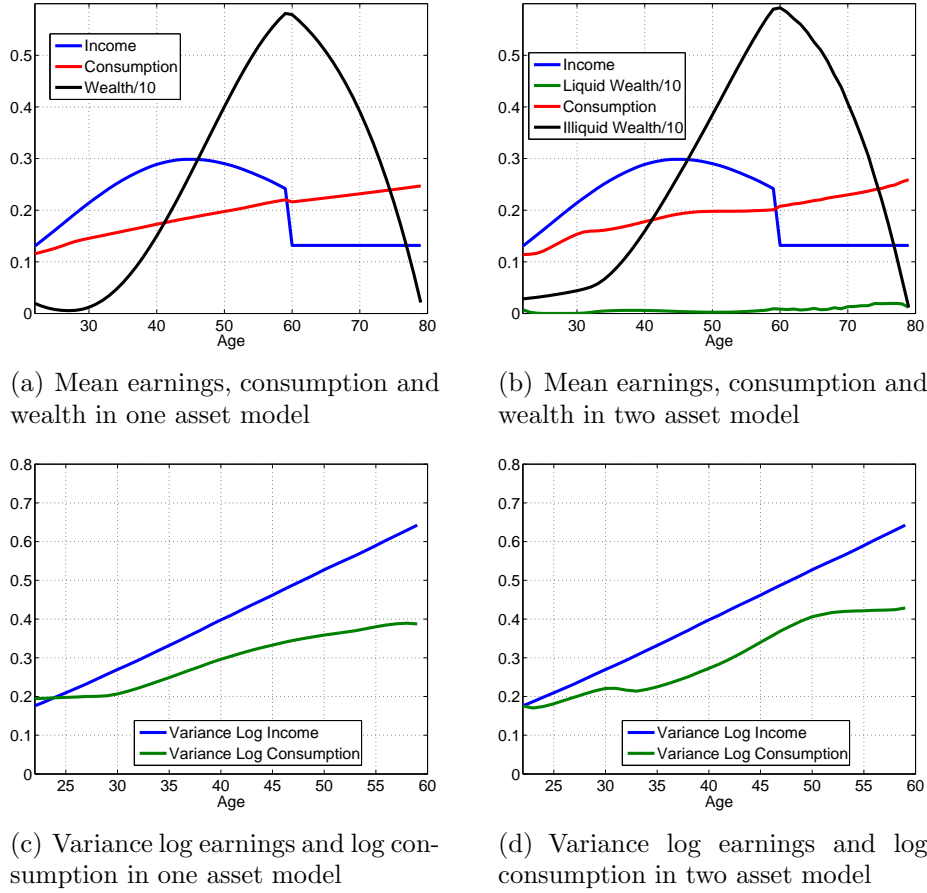 0.5
0.4
0.3
0.2
0.1
0
30
40
50
60
70
80
Age
Income
Consumption
Wealth/10
(a) Mean earnings, consumption and
wealth in one asset model
0.5
0.4
0.3
0.2
0.1
0
30
40
50
60
70
80
Age
Income
Liquid Wealth/10
Consumption
Illiquid Wealth/10
(b) Mean earnings, consumption and
wealth in two asset model
0.8
0.7
0.6
0.5
0.4
0.3
0.2
0.1
0
25
30
35
40
45
50
55
60
Age
Variance Log Income
Variance Log Consumption
(c) Variance log earnings and log con-
sumption in one asset model
0.8
0.7
0.6
0.5
0.4
0.3
0.2
0.1
0
25
30
35
40
45
50
55
60
Age
Variance Log Income
Variance Log Consumption
(d) Variance log earnings and log
consumption in two asset model